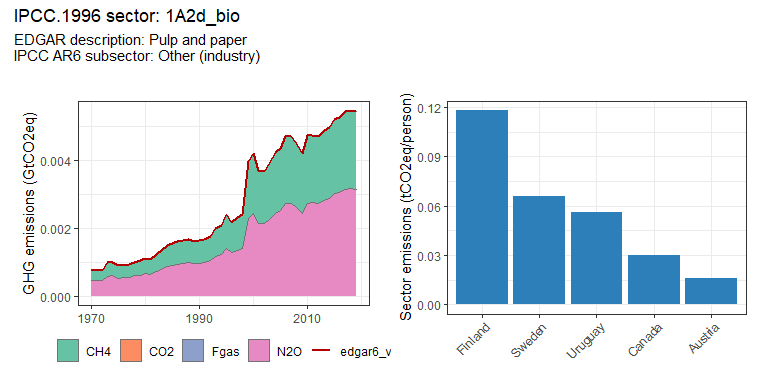 IPCC.1996 sector: 1A2d_bio
EDGAR description: Pulp and paper
IPCC AR6 subsector: Other (industry)
GHG emissions (GtCO2eq)
0.004
0.002
0.000
1970
1990
2010
CH4
CO2
Fgas
N2O
edgar6_v
Sector emissions (tCO2eq/person)
0.12
0.09
0.06
0.03
0.00
Finland
Sweden
Uruguay
Canada
Austria